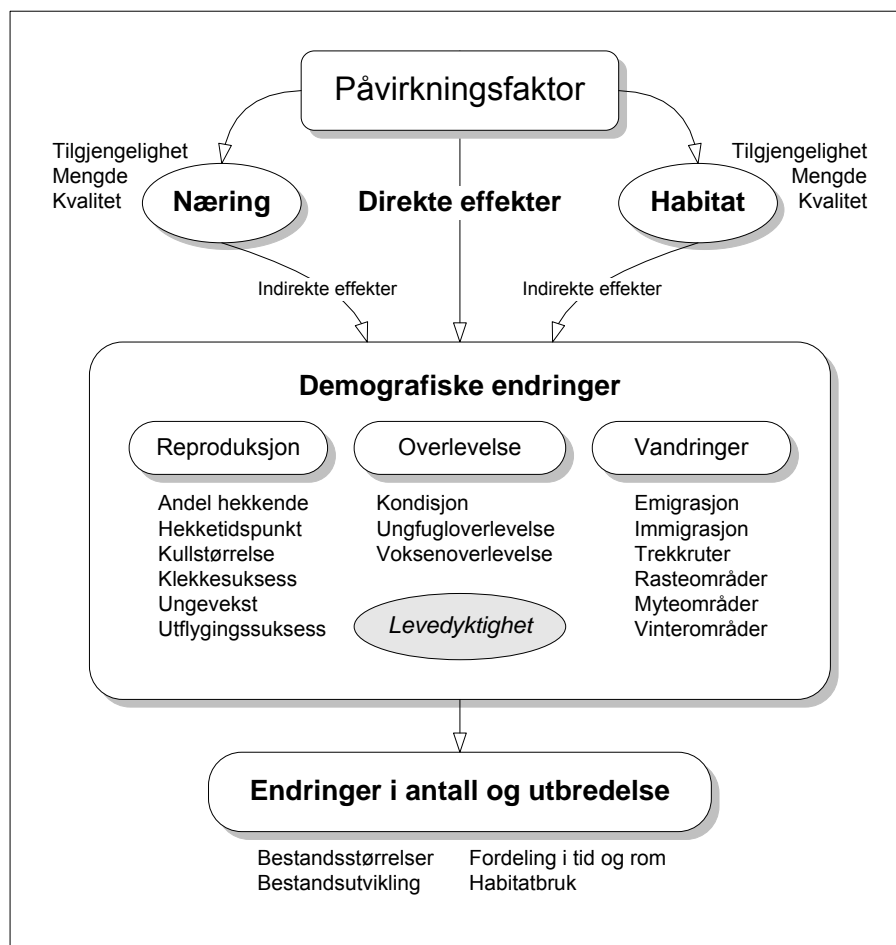 Påvirkningsfaktor
Tilgjengelighet
Mengde
Kvalitet
Næring
Direkte effekter
Habitat
Tilgjengelighet
Mengde
Kvalitet
Indirekte effekter
Indirekte effekter
Demografiske endringer
Reproduksjon
Andel hekkende
Hekketidspunkt
Kullstørrelse
Klekkesuksess
Ungevekst
Utflygingssuksess
Overlevelse
Kondisjon
Ungfugloverlevelse
Voksenoverlevelse
Levedyktighet
Vandringer
Emigrasjon
Immigrasjon
Trekkruter
Rasteområder
Myteområder
Vinterområder
Endringer i antall og utbredelse
Bestandsstørrelser
Bestandsutvikling
Fordeling i tid og rom
Habitatbruk